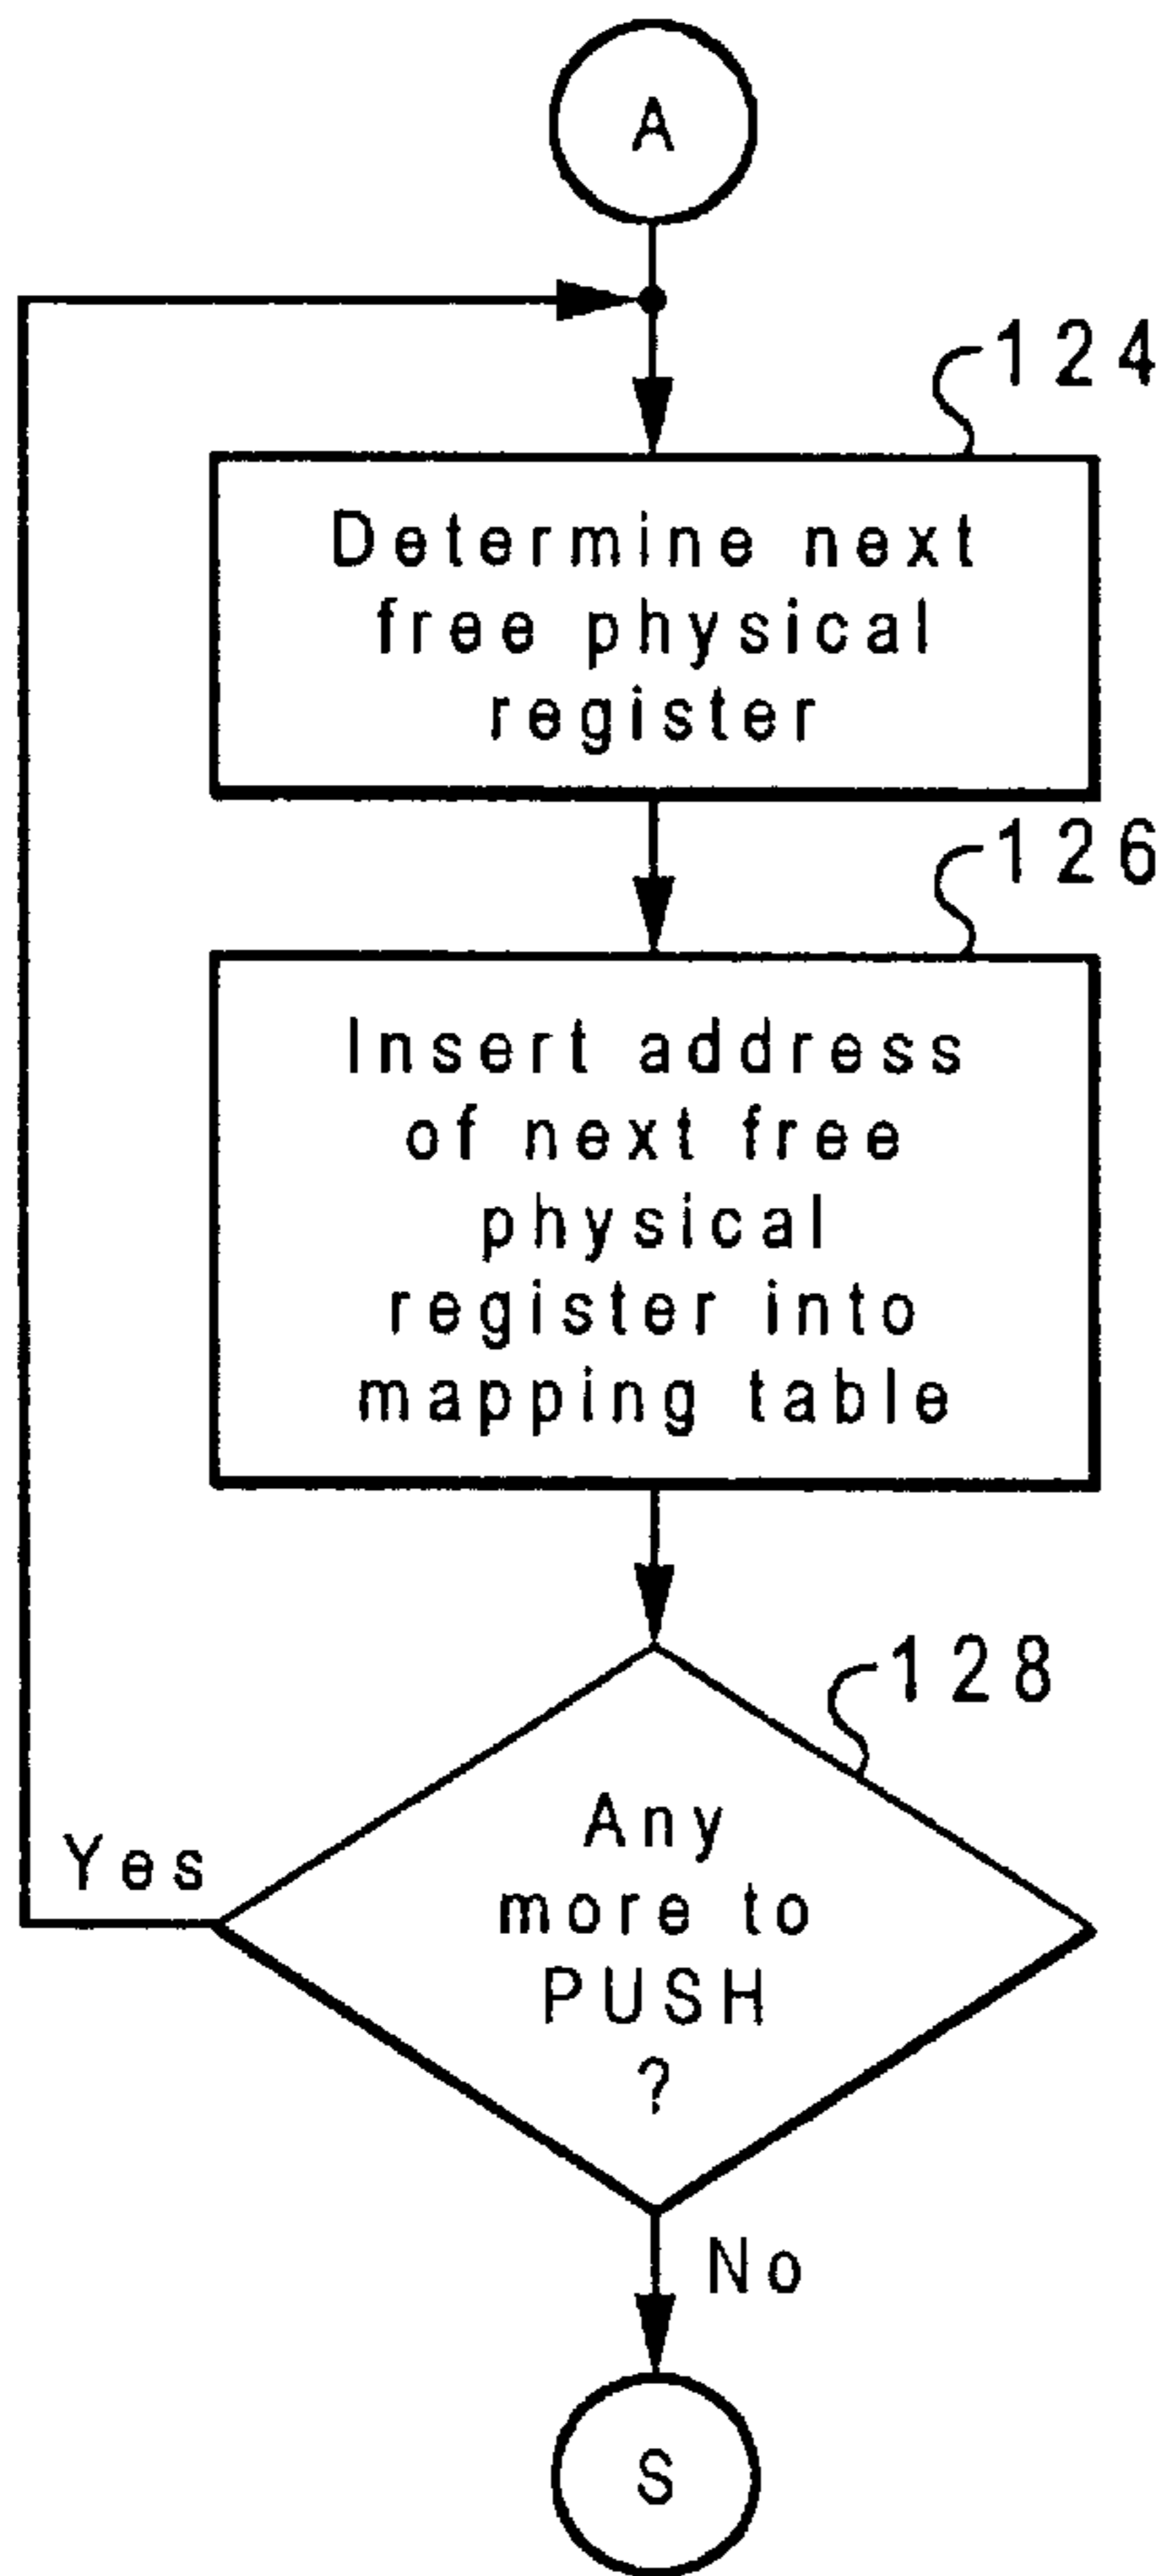 A
124
Determine next
free physical
register
126
Insert address
of next free
physical
register into
mapping table
128
Any
more to
PUSH
?
Yes
No
S